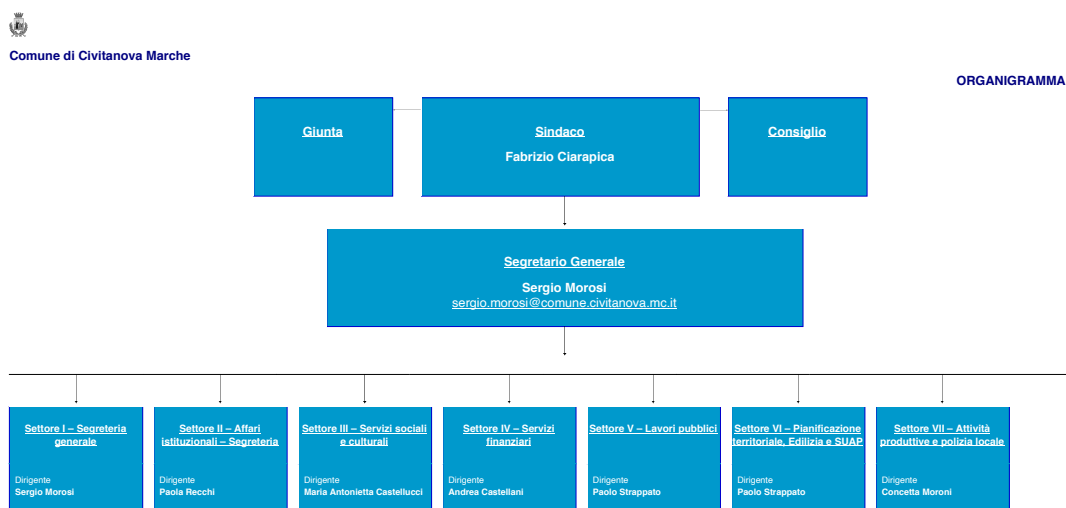 Comune di Civitanova Marche
ORGANIGRAMMA
Giunta
Sindaco
Fabrizio Ciarapica
Consiglio
Segretario Generale
Sergio Morosi
sergio.morosi@comune.civitanova.mc.it
Settore I – Segreteria
generale
Dirigente
Sergio Morosi
Settore II – Affari
istituzionali – Segreteria
Dirigente
Paola Recchi
Settore III – Servizi sociali
e culturali
Dirigente
Maria Antonietta Castellucci
Settore IV – Servizi
finanziari
Dirigente
Andrea Castellani
Settore V – Lavori pubblici
Dirigente
Paolo Strappato
Settore VI – Pianificazione
territoriale, Edilizia e SUAP
Dirigente
Paolo Strappato
Settore VII – Attività
produttive e polizia locale
Dirigente
Concetta Moroni